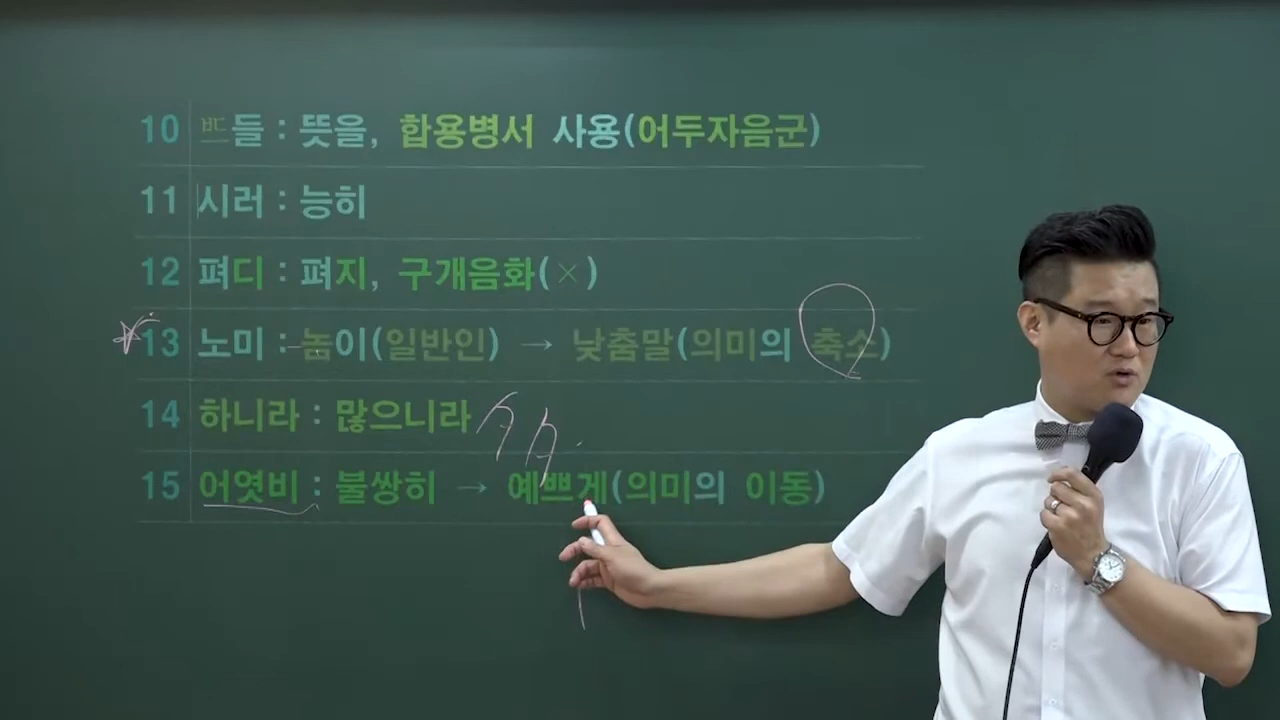 10 ᄠᅳ들 : 뜻을, 합용병서 사용(어두자음군)
11 시러 : 능히
12 펴디 : 펴지, 구개음화(×)
13 노미 : 놈이(일반인) → 낮춤말(의미의 축소)
14 하니라 : 많으니라 多
15 어엿비 : 불쌍히 → 예쁘게(의미의 이동)